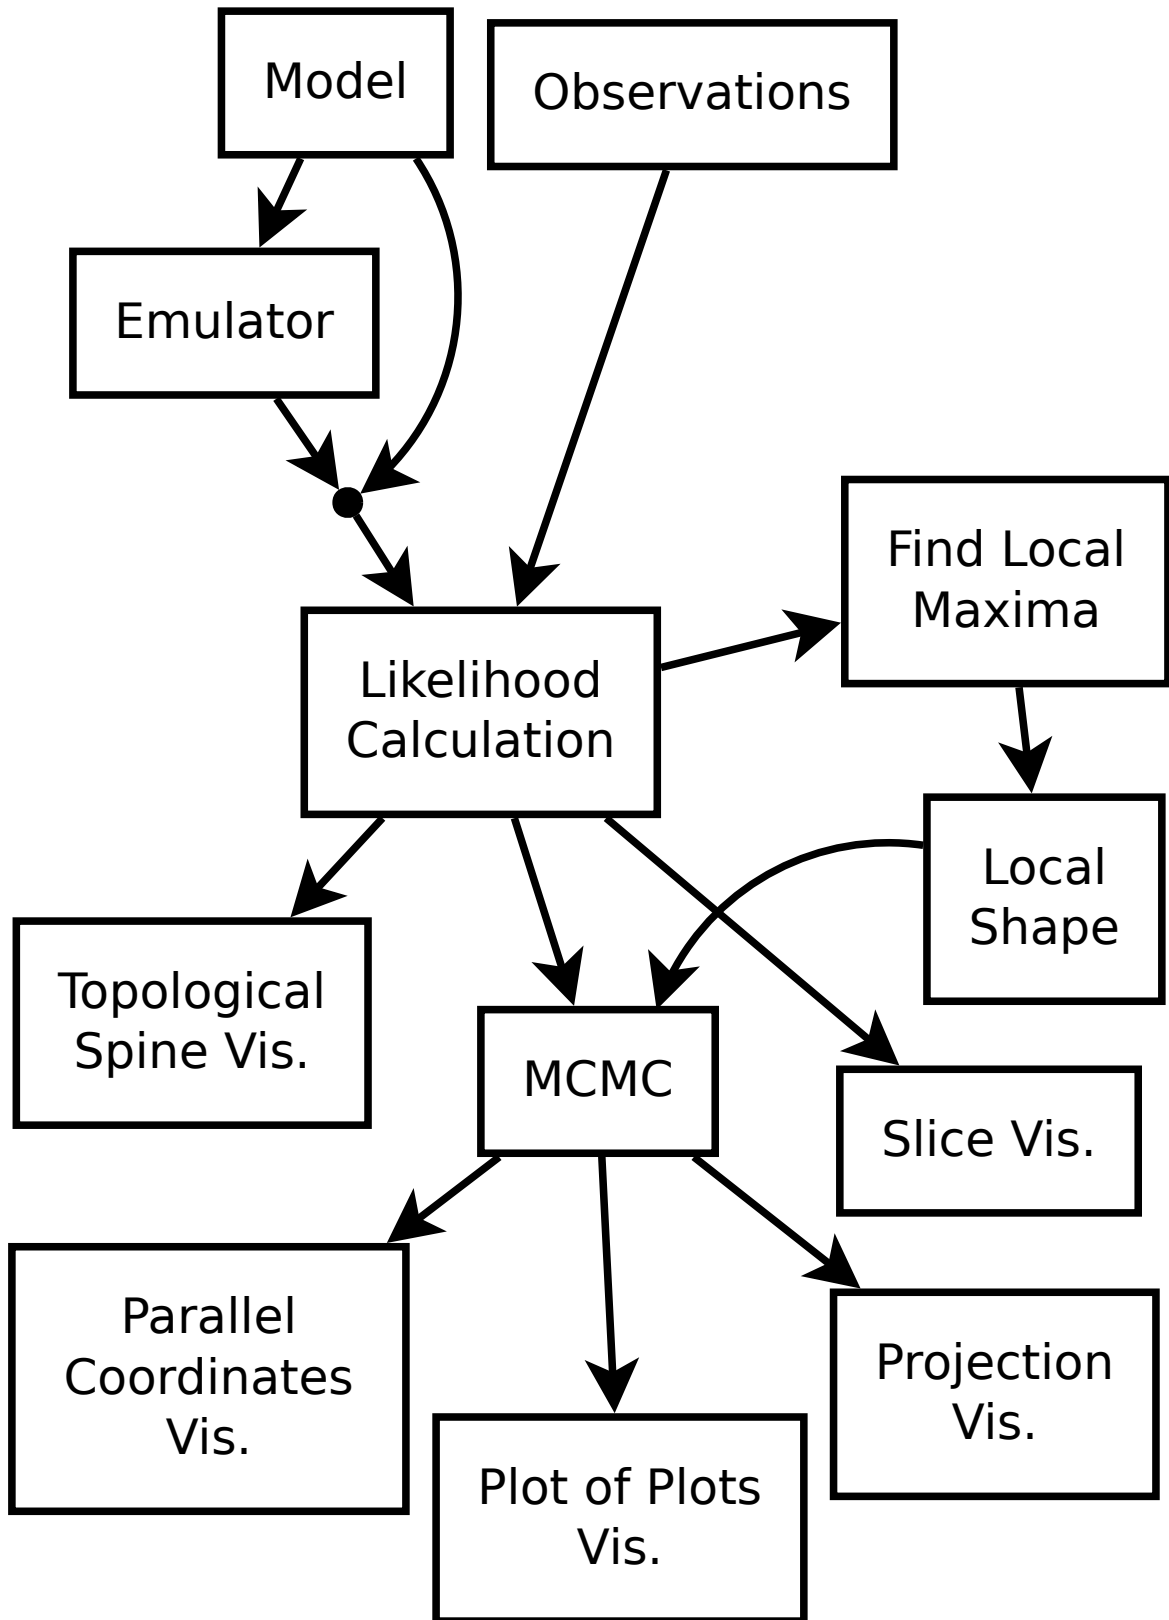 Model
Observations
Emulator
Find Local
Maxima
Likelihood
Calculation
Local
Shape
Topological
Spine Vis.
MCMC
Slice Vis.
Parallel
Coordinates
Vis.
Projection
Vis.
Plot of Plots
Vis.